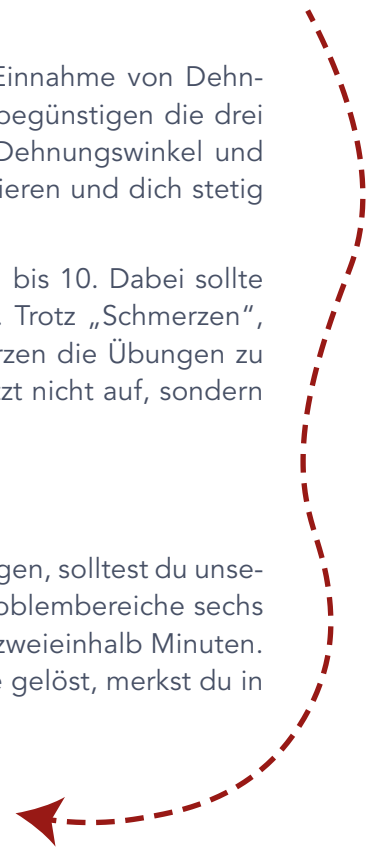 Einnahme von Dehn-
begünstigen die drei
Dehnungswinkel und
ieren und dich stetig
bis 10. Dabei sollte
. Trotz „Schmerzen“,
rzen die Übungen zu
zt nicht auf, sondern
gen, solltest du unse-
oblembereiche sechs
zweieinhalb Minuten.
e gelöst, merkst du in